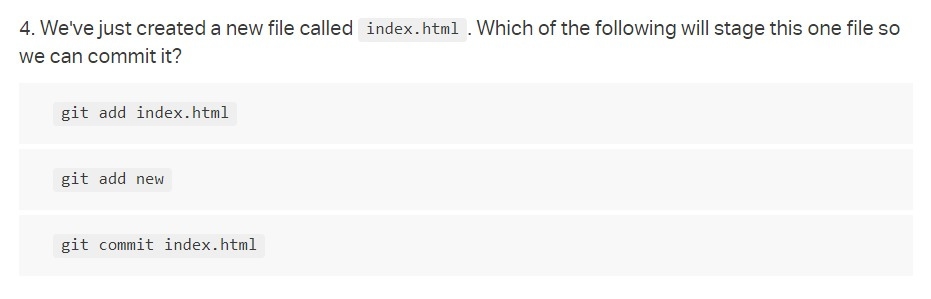 4. We've just created a new file called index.html . Which of the following will stage this one file so
we can commit it?
git add index.html
git add new
git commit index.html